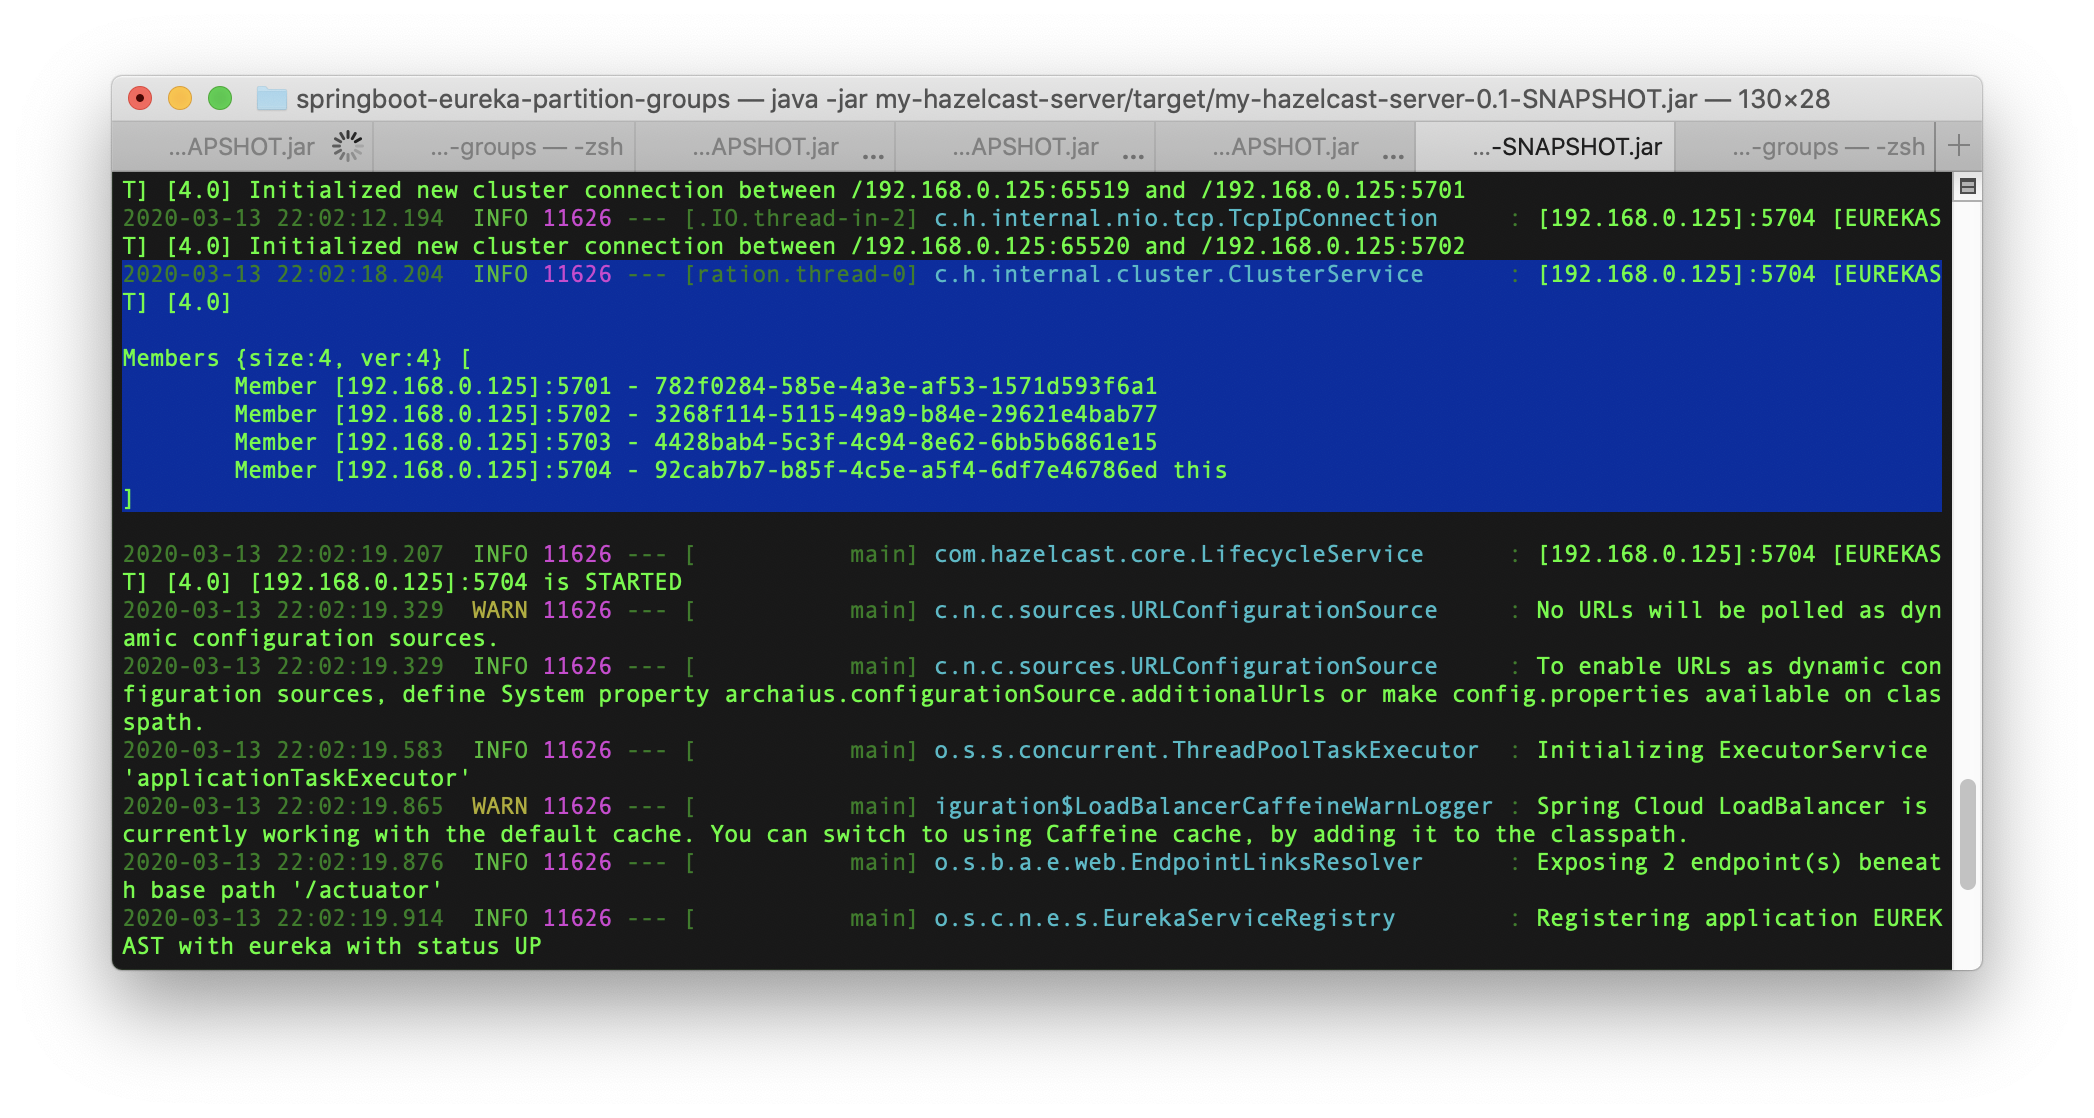 springboot-eureka-partition-groups — java -jar my-hazelcast-server/target/my-hazelcast-server-0.1-SNAPSHOT.jar — 130×28
...APSHOT.jar ...-groups — -zsh ...APSHOT.jar ... ...APSHOT.jar ... ...APSHOT.jar ... ...-SNAPSHOT.jar ...-groups — -zsh +
T] [4.0] Initialized new cluster connection between /192.168.0.125:65519 and /192.168.0.125:5701
2020-03-13 22:02:12.194  INFO 11626 --- [.IO.thread-in-2] c.h.internal.nio.tcp.TcpIpConnection     : [192.168.0.125]:5704 [EUREKAS
T] [4.0] Initialized new cluster connection between /192.168.0.125:65520 and /192.168.0.125:5702
2020-03-13 22:02:18.204  INFO 11626 --- [ration.thread-0] c.h.internal.cluster.ClusterService      : [192.168.0.125]:5704 [EUREKAS
T] [4.0]
Members {size:4, ver:4} [
        Member [192.168.0.125]:5701 - 782f0284-585e-4a3e-af53-1571d593f6a1
        Member [192.168.0.125]:5702 - 3268f114-5115-49a9-b84e-29621e4bab77
        Member [192.168.0.125]:5703 - 4428bab4-5c3f-4c94-8e62-6bb5b6861e15
        Member [192.168.0.125]:5704 - 92cab7b7-b85f-4c5e-a5f4-6df7e46786ed this
]
2020-03-13 22:02:19.207  INFO 11626 --- [           main] com.hazelcast.core.LifecycleService      : [192.168.0.125]:5704 [EUREKAS
T] [4.0] [192.168.0.125]:5704 is STARTED
2020-03-13 22:02:19.329  WARN 11626 --- [           main] c.n.c.sources.URLConfigurationSource     : No URLs will be polled as dyn
amic configuration sources.
2020-03-13 22:02:19.329  INFO 11626 --- [           main] c.n.c.sources.URLConfigurationSource     : To enable URLs as dynamic con
figuration sources, define System property archaius.configurationSource.additionalUrls or make config.properties available on clas
spath.
2020-03-13 22:02:19.583  INFO 11626 --- [           main] o.s.s.concurrent.ThreadPoolTaskExecutor  : Initializing ExecutorService
'applicationTaskExecutor'
2020-03-13 22:02:19.865  WARN 11626 --- [           main] iguration$LoadBalancerCaffeineWarnLogger : Spring Cloud LoadBalancer is
currently working with the default cache. You can switch to using Caffeine cache, by adding it to the classpath.
2020-03-13 22:02:19.876  INFO 11626 --- [           main] o.s.b.a.e.web.EndpointLinksResolver      : Exposing 2 endpoint(s) beneat
h base path '/actuator'
2020-03-13 22:02:19.914  INFO 11626 --- [           main] o.s.c.n.e.s.EurekaServiceRegistry        : Registering application EUREK
AST with eureka with status UP